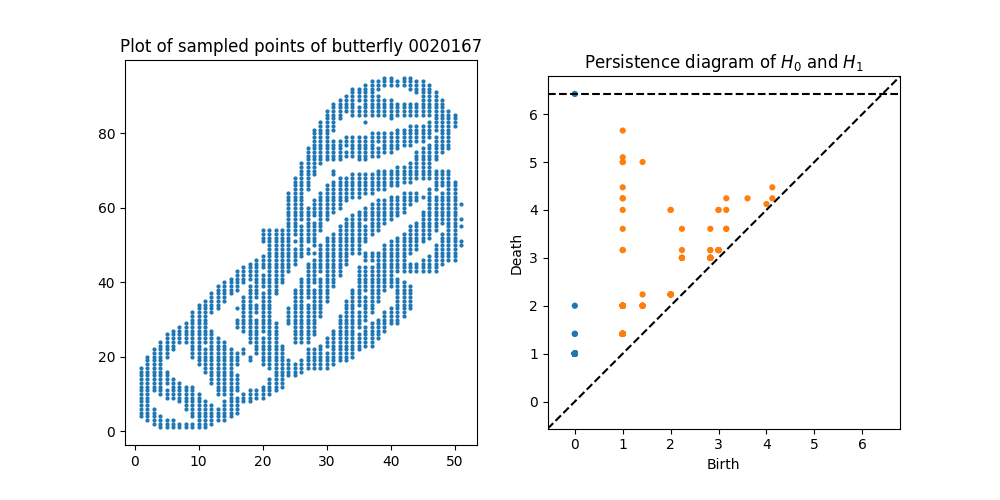 Plot of sampled points of butterfly 0020167
80
60
40
20
0
0 10 20 30 40 50
Persistence diagram of $H_0$ and $H_1$
Death
6
5
4
3
2
1
0
0 1 2 3 4 5 6
Birth